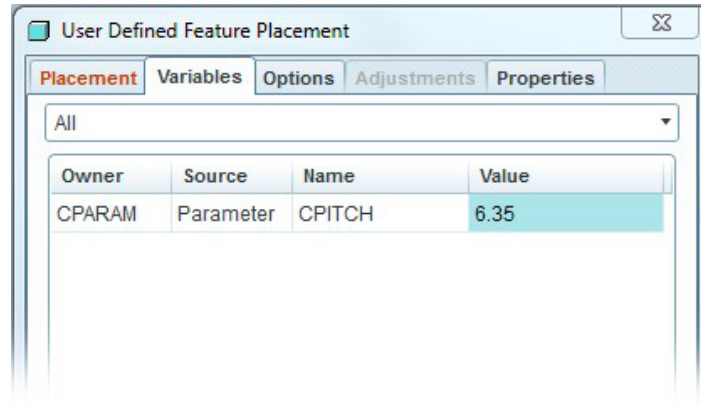 User Defined Feature Placement
Placement Variables Options Adjustments Properties
All
Owner Source Name Value
CPARAM Parameter CPITCH 6.35